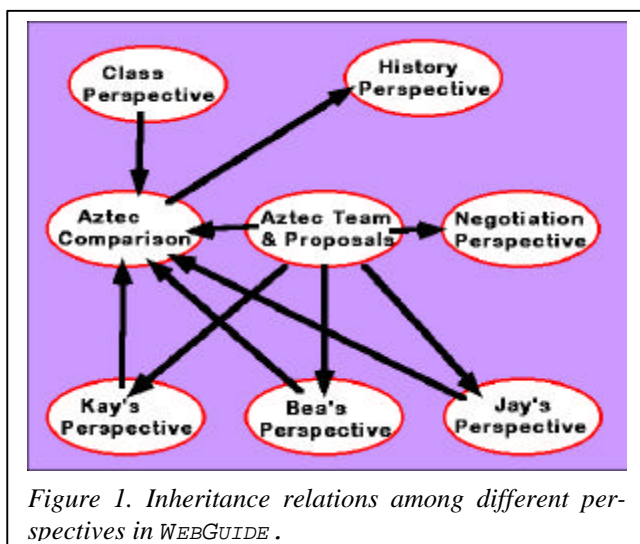 Class
Perspective
History
Perspective
Aztec
Comparison
Aztec Team
& Proposals
Negotiation
Perspective
Kay's
Perspective
Bea's
Perspective
Jay's
Perspective
Figure 1. Inheritance relations among different per-
spectives in WEBGUIDE.